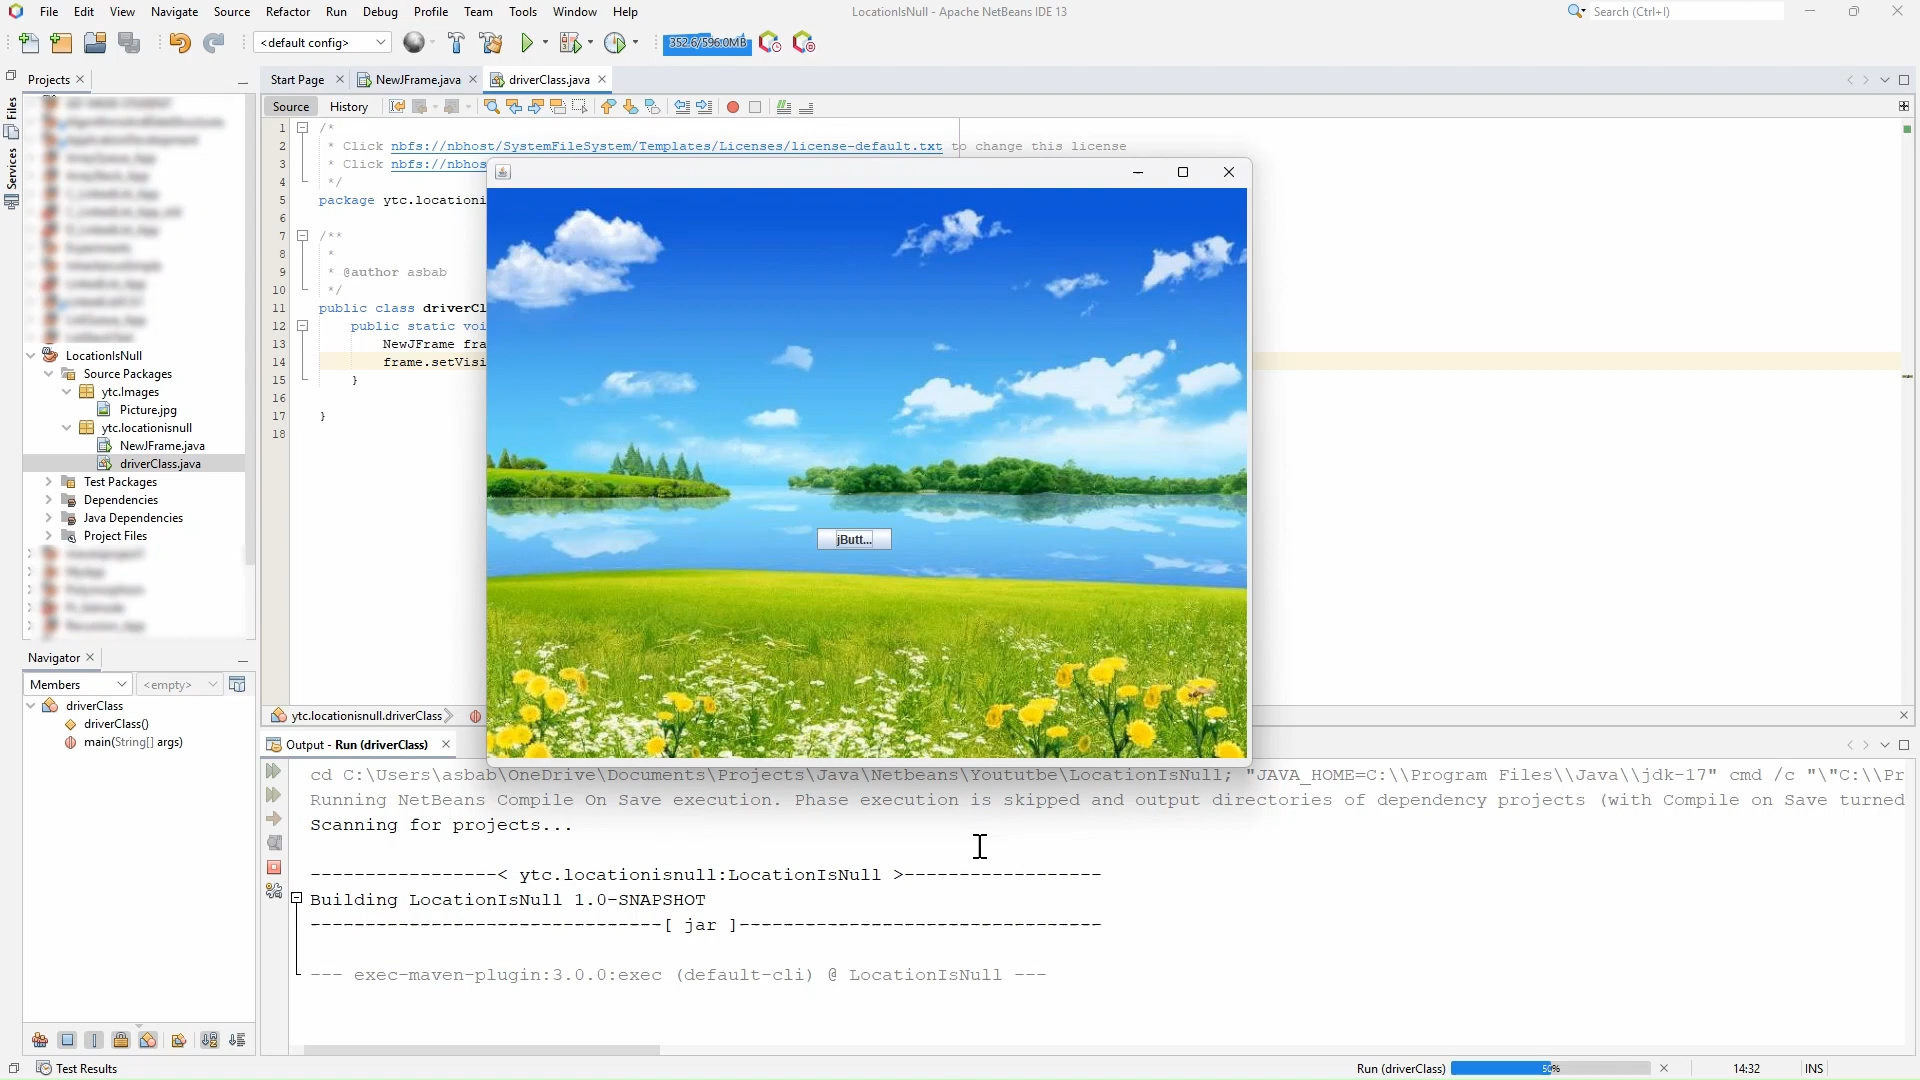 File Edit View Navigate Source Refactor Run Debug Profile Team Tools Window Help
LocationIsNull - Apache NetBeans IDE 13
Search (Ctrl+I)
<default config>
352.6/596.0MB
Projects
Start Page
NewJFrame.java
driverClass.java
Files
Services
Source
History
1 /*
2 * Click nbfs://nbhost/SystemFileSystem/Templates/Licenses/license-default.txt to change this license
3 * Click nbfs://nbhos
4 */
5 package ytc.locationi
6
7 /**
8 *
9 * @author asbab
10 */
11 public class driverCl
12 public static voi
13 NewJFrame fra
14 frame.setVisi
15 }
16
17 }
18
LocationIsNull
Source Packages
ytc.Images
Picture.jpg
ytc.locationisnull
NewJFrame.java
driverClass.java
Test Packages
Dependencies
Java Dependencies
Project Files
jButt...
Navigator
Members
<empty>
driverClass
driverClass()
main(String[] args)
ytc.locationisnull.driverClass
Output - Run (driverClass)
cd C:\Users\asbab\OneDrive\Documents\Projects\Java\Netbeans\Yoututbe\LocationIsNull; "JAVA_HOME=C:\\Program Files\\Java\\jdk-17" cmd /c "\"C:\\Pr
Running NetBeans Compile On Save execution. Phase execution is skipped and output directories of dependency projects (with Compile on Save turned
Scanning for projects...
-----------------< ytc.locationisnull:LocationIsNull >------------------
Building LocationIsNull 1.0-SNAPSHOT
--------------------------------[ jar ]---------------------------------
--- exec-maven-plugin:3.0.0:exec (default-cli) @ LocationIsNull ---
Test Results
Run (driverClass)
50%
14:32
INS